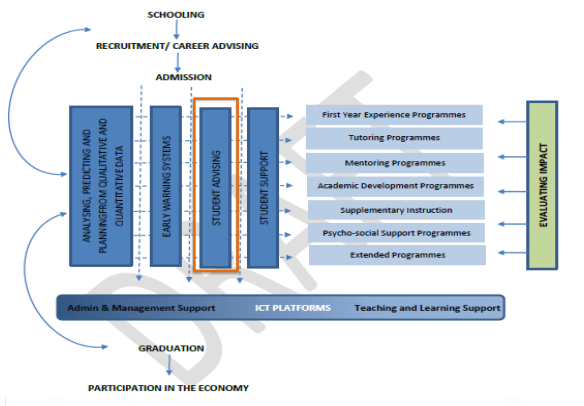 SCHOOLING
RECRUITMENT/ CAREER ADVISING
ADMISSION
ANALYSING, PREDICTING AND
PLANNINGFROM QUALITATIVE AND
QUANTITATIVE DATA
EARLY WARNING SYSTEMS
STUDENT ADVISING
STUDENT SUPPORT
First Year Experience Programmes
Tutoring Programmes
Mentoring Programmes
Academic Development Programmes
Supplementary Instruction
Psycho-social Support Programmes
Extended Programmes
EVALUATING IMPACT
Admin & Management Support ICT PLATFORMS Teaching and Learning Support
GRADUATION
PARTICIPATION IN THE ECONOMY
DRAFT